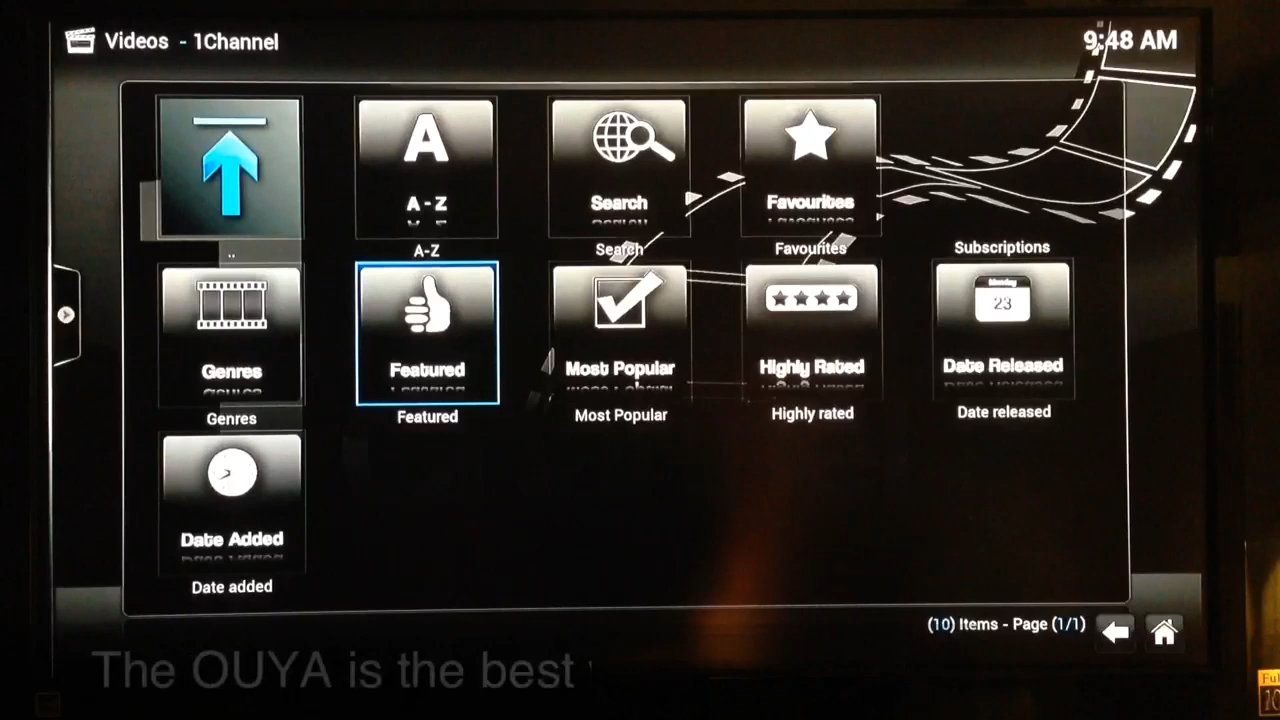 Videos - 1Channel
9:48 AM
A
A - Z
Search
Favourites
..
A-Z
Search
Favourites
Subscriptions
Monday
23
Genres
Featured
Most Popular
Highly Rated
Date Released
Genres
Featured
Most Popular
Highly rated
Date released
Date Added
Date added
(10) Items - Page (1/1)
The OUYA is the best